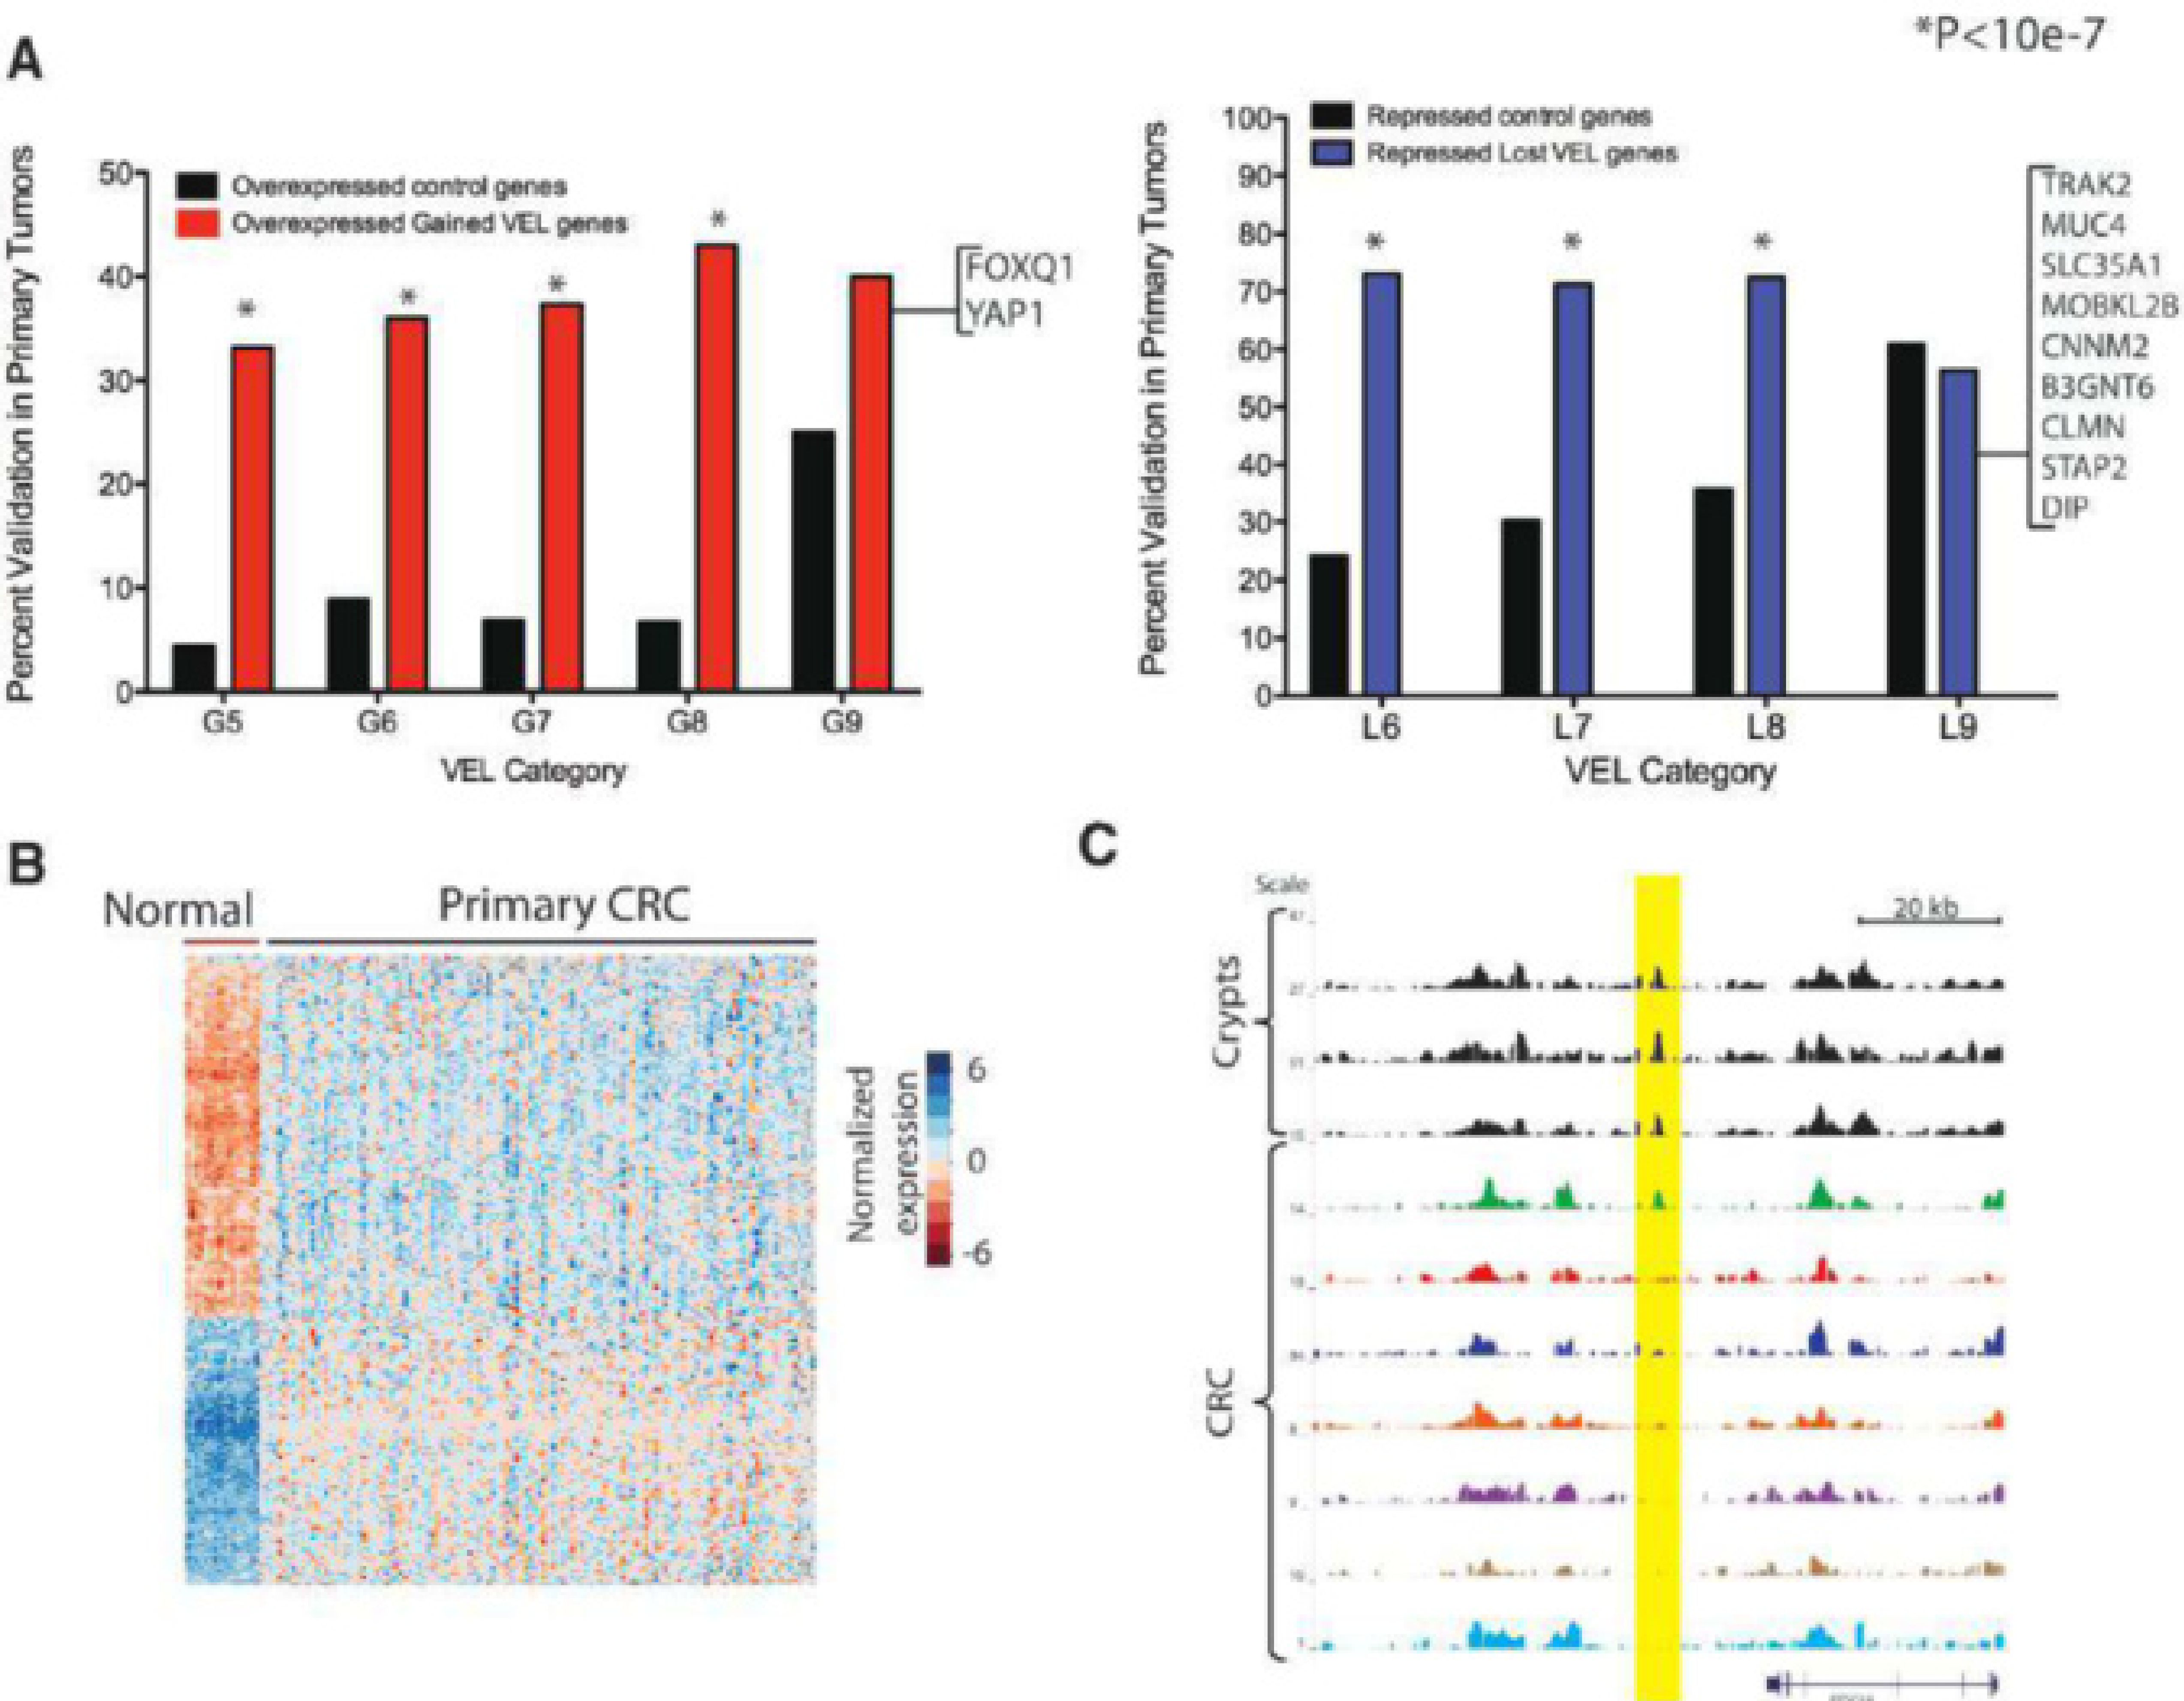 *P<10e-7
A
Percent Validation in Primary Tumors
50
40
30
20
10
0
Overexpressed control genes
Overexpressed Gained VEL genes
*
*
*
*
FOXQ1
YAP1
G5 G6 G7 G8 G9
VEL Category
Percent Validation in Primary Tumors
100
90
80
70
60
50
40
30
20
10
0
Repressed control genes
Repressed Lost VEL genes
*
*
*
TRAK2
MUC4
SLC35A1
MOBKL2B
CNNM2
B3GNT6
CLMN
STAP2
DIP
L6 L7 L8 L9
VEL Category
B
Normal
Primary CRC
Normalized
expression
6
0
-6
C
Scale
20 kb
Crypts
CRC